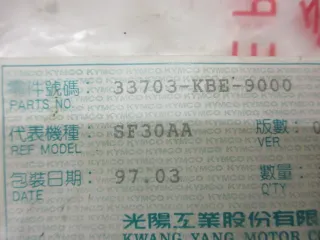 零件號碼： 33703-KBE-9000
PARTS NO.
代表機種： SF30AA 版數：
REF MODEL VER
包裝日期： 97.03 數量：
DATE Q'TY
光陽工業股份有限
KWANG YANG MOTOR CO